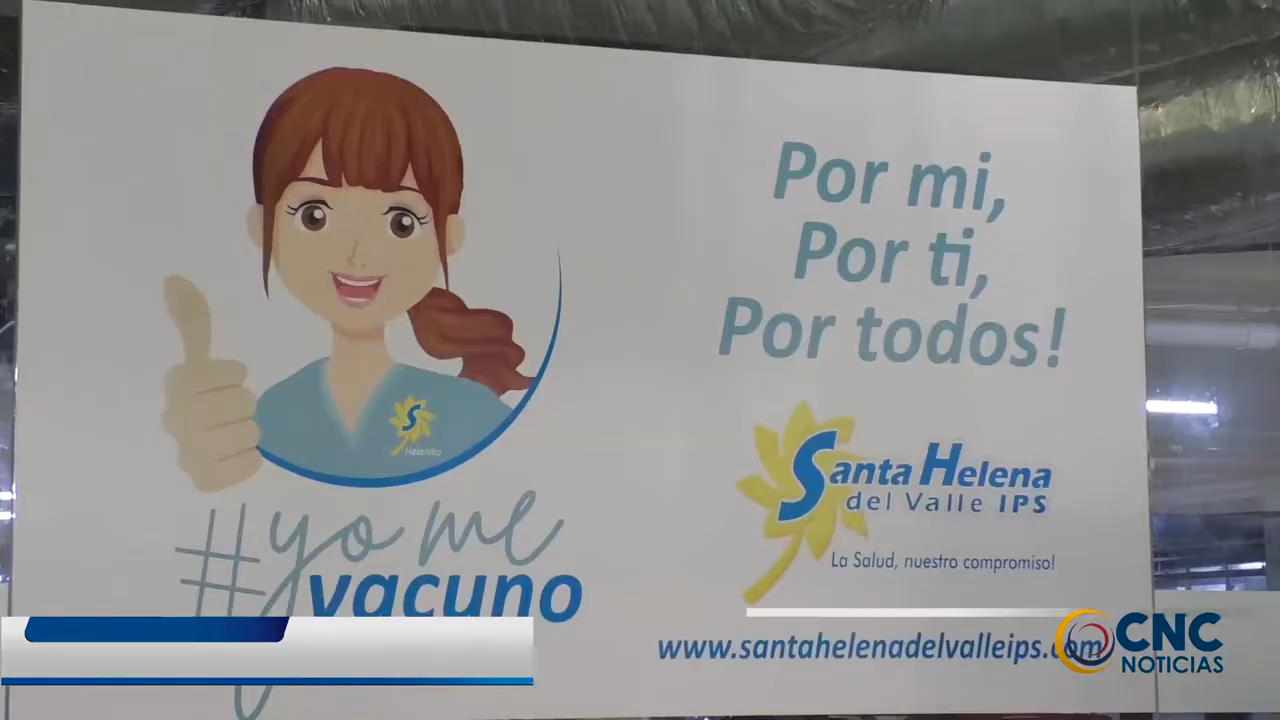 Por mi,
Por ti,
Por todos!
Helenita
Santa Helena
del Valle IPS
La Salud, nuestro compromiso!
#yo me
vacuno
www.santahelenadelvalleips.com
CNC
NOTICIAS